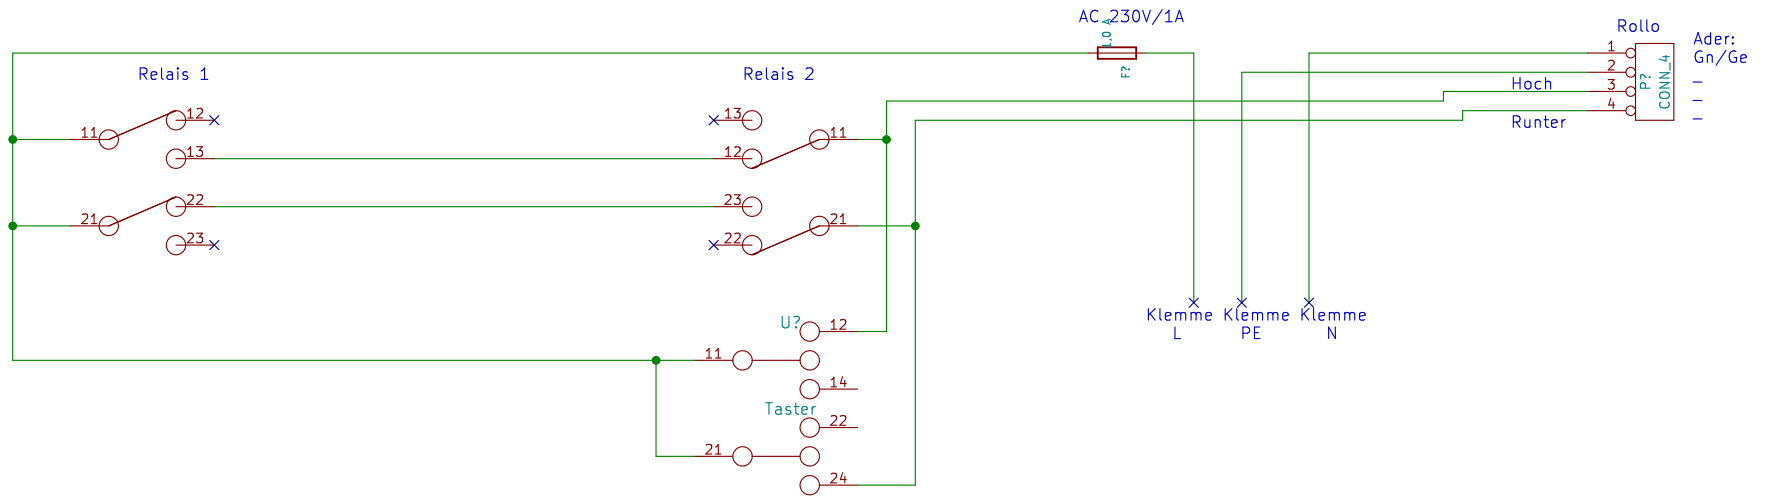 AC 230V/1A
1,0 A
F?
Rollo
Ader:
Gn/Ge
_
_
_
1
2
3
4
P?
CONN_4
Hoch
Runter
Relais 1
Relais 2
11
12
13
21
22
23
13
12
11
23
22
21
Klemme
L
Klemme
PE
Klemme
N
U?
12
11
14
Taster
22
21
24